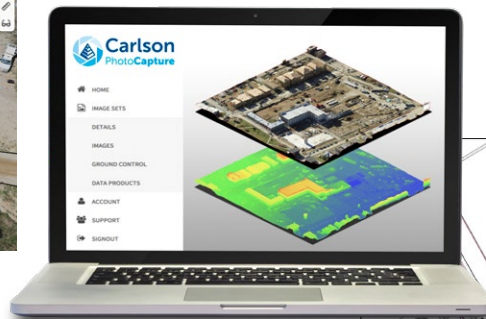 Carlson
PhotoCapture
HOME
IMAGE SETS
DETAILS
IMAGES
GROUND CONTROL
DATA PRODUCTS
ACCOUNT
SUPPORT
SIGNOUT